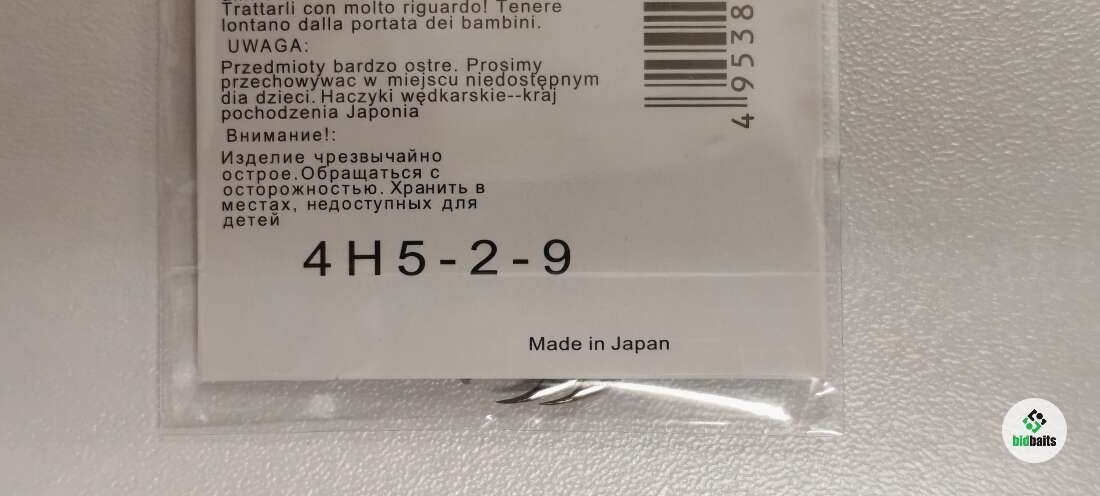 Trattarli con molto riguardo! Tenere
lontano dalla portata dei bambini.
UWAGA:
Przedmioty bardzo ostre. Prosimy
przechowywac w miejscu niedostępnym
dia dzieci. Haczyki wędkarskie--kraj
pochodzenia Japonia
Внимание!:
Изделие чрезвычайно
острое.Обращаться с
осторожностью. Хранить в
местах, недоступных для
детей
4H5-2-9
Made in Japan
49538
bidbaits